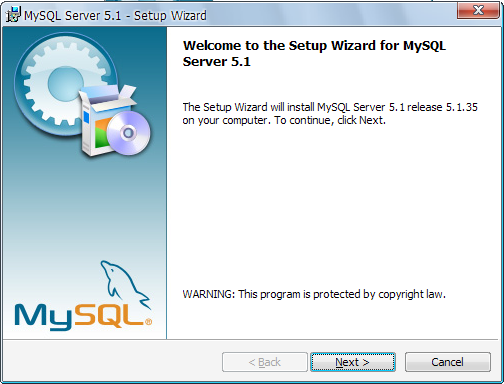 MySQL Server 5.1 - Setup Wizard
Welcome to the Setup Wizard for MySQL
Server 5.1
The Setup Wizard will install MySQL Server 5.1 release 5.1.35
on your computer. To continue, click Next.
WARNING: This program is protected by copyright law.
MySQL®
< Back
Next >
Cancel